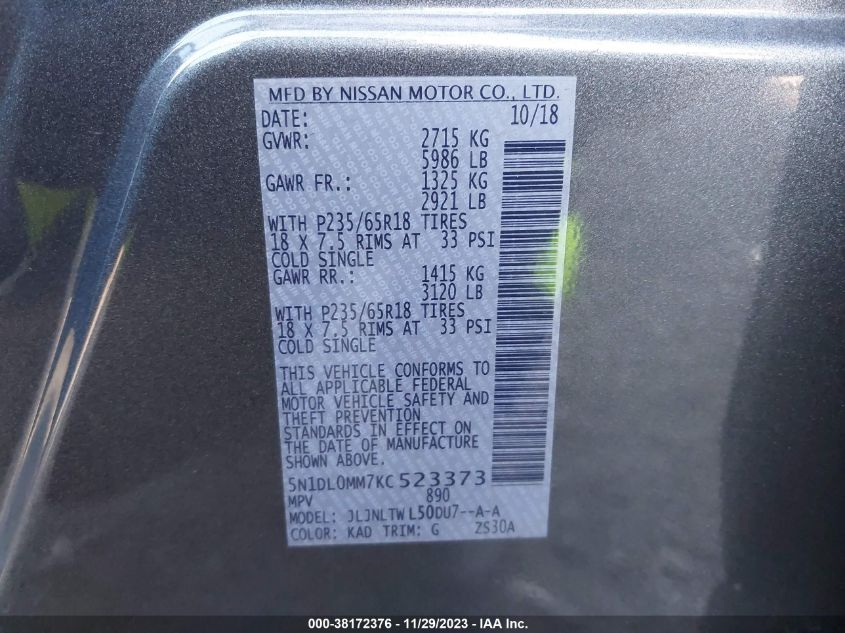 MFD BY NISSAN MOTOR CO., LTD.
DATE: 10/18
GVWR: 2715 KG
5986 LB
GAWR FR.: 1325 KG
2921 LB
WITH P235/65R18 TIRES
18 X 7.5 RIMS AT 33 PSI
COLD SINGLE
GAWR RR.: 1415 KG
3120 LB
WITH P235/65R18 TIRES
18 X 7.5 RIMS AT 33 PSI
COLD SINGLE
THIS VEHICLE CONFORMS TO
ALL APPLICABLE FEDERAL
MOTOR VEHICLE SAFETY AND
THEFT PREVENTION
STANDARDS IN EFFECT ON
THE DATE OF MANUFACTURE
SHOWN ABOVE.
5N1DL0MM7KC523373
MPV 890
MODEL: JLJNLTW L50DU7--A-A
COLOR: KAD TRIM: G ZS30A
000-38172376 - 11/29/2023 - IAA Inc.